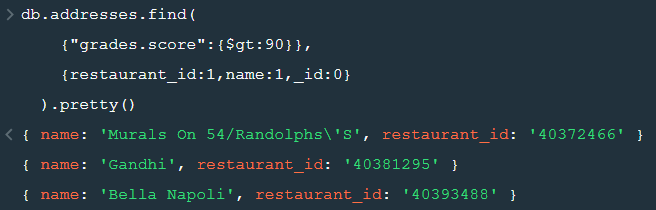 > db.addresses.find(
{"grades.score":{$gt:90}},
{restaurant_id:1,name:1,_id:0}
).pretty()
< { name: 'Murals On 54/Randolphs\'S', restaurant_id: '40372466' }
{ name: 'Gandhi', restaurant_id: '40381295' }
{ name: 'Bella Napoli', restaurant_id: '40393488' }